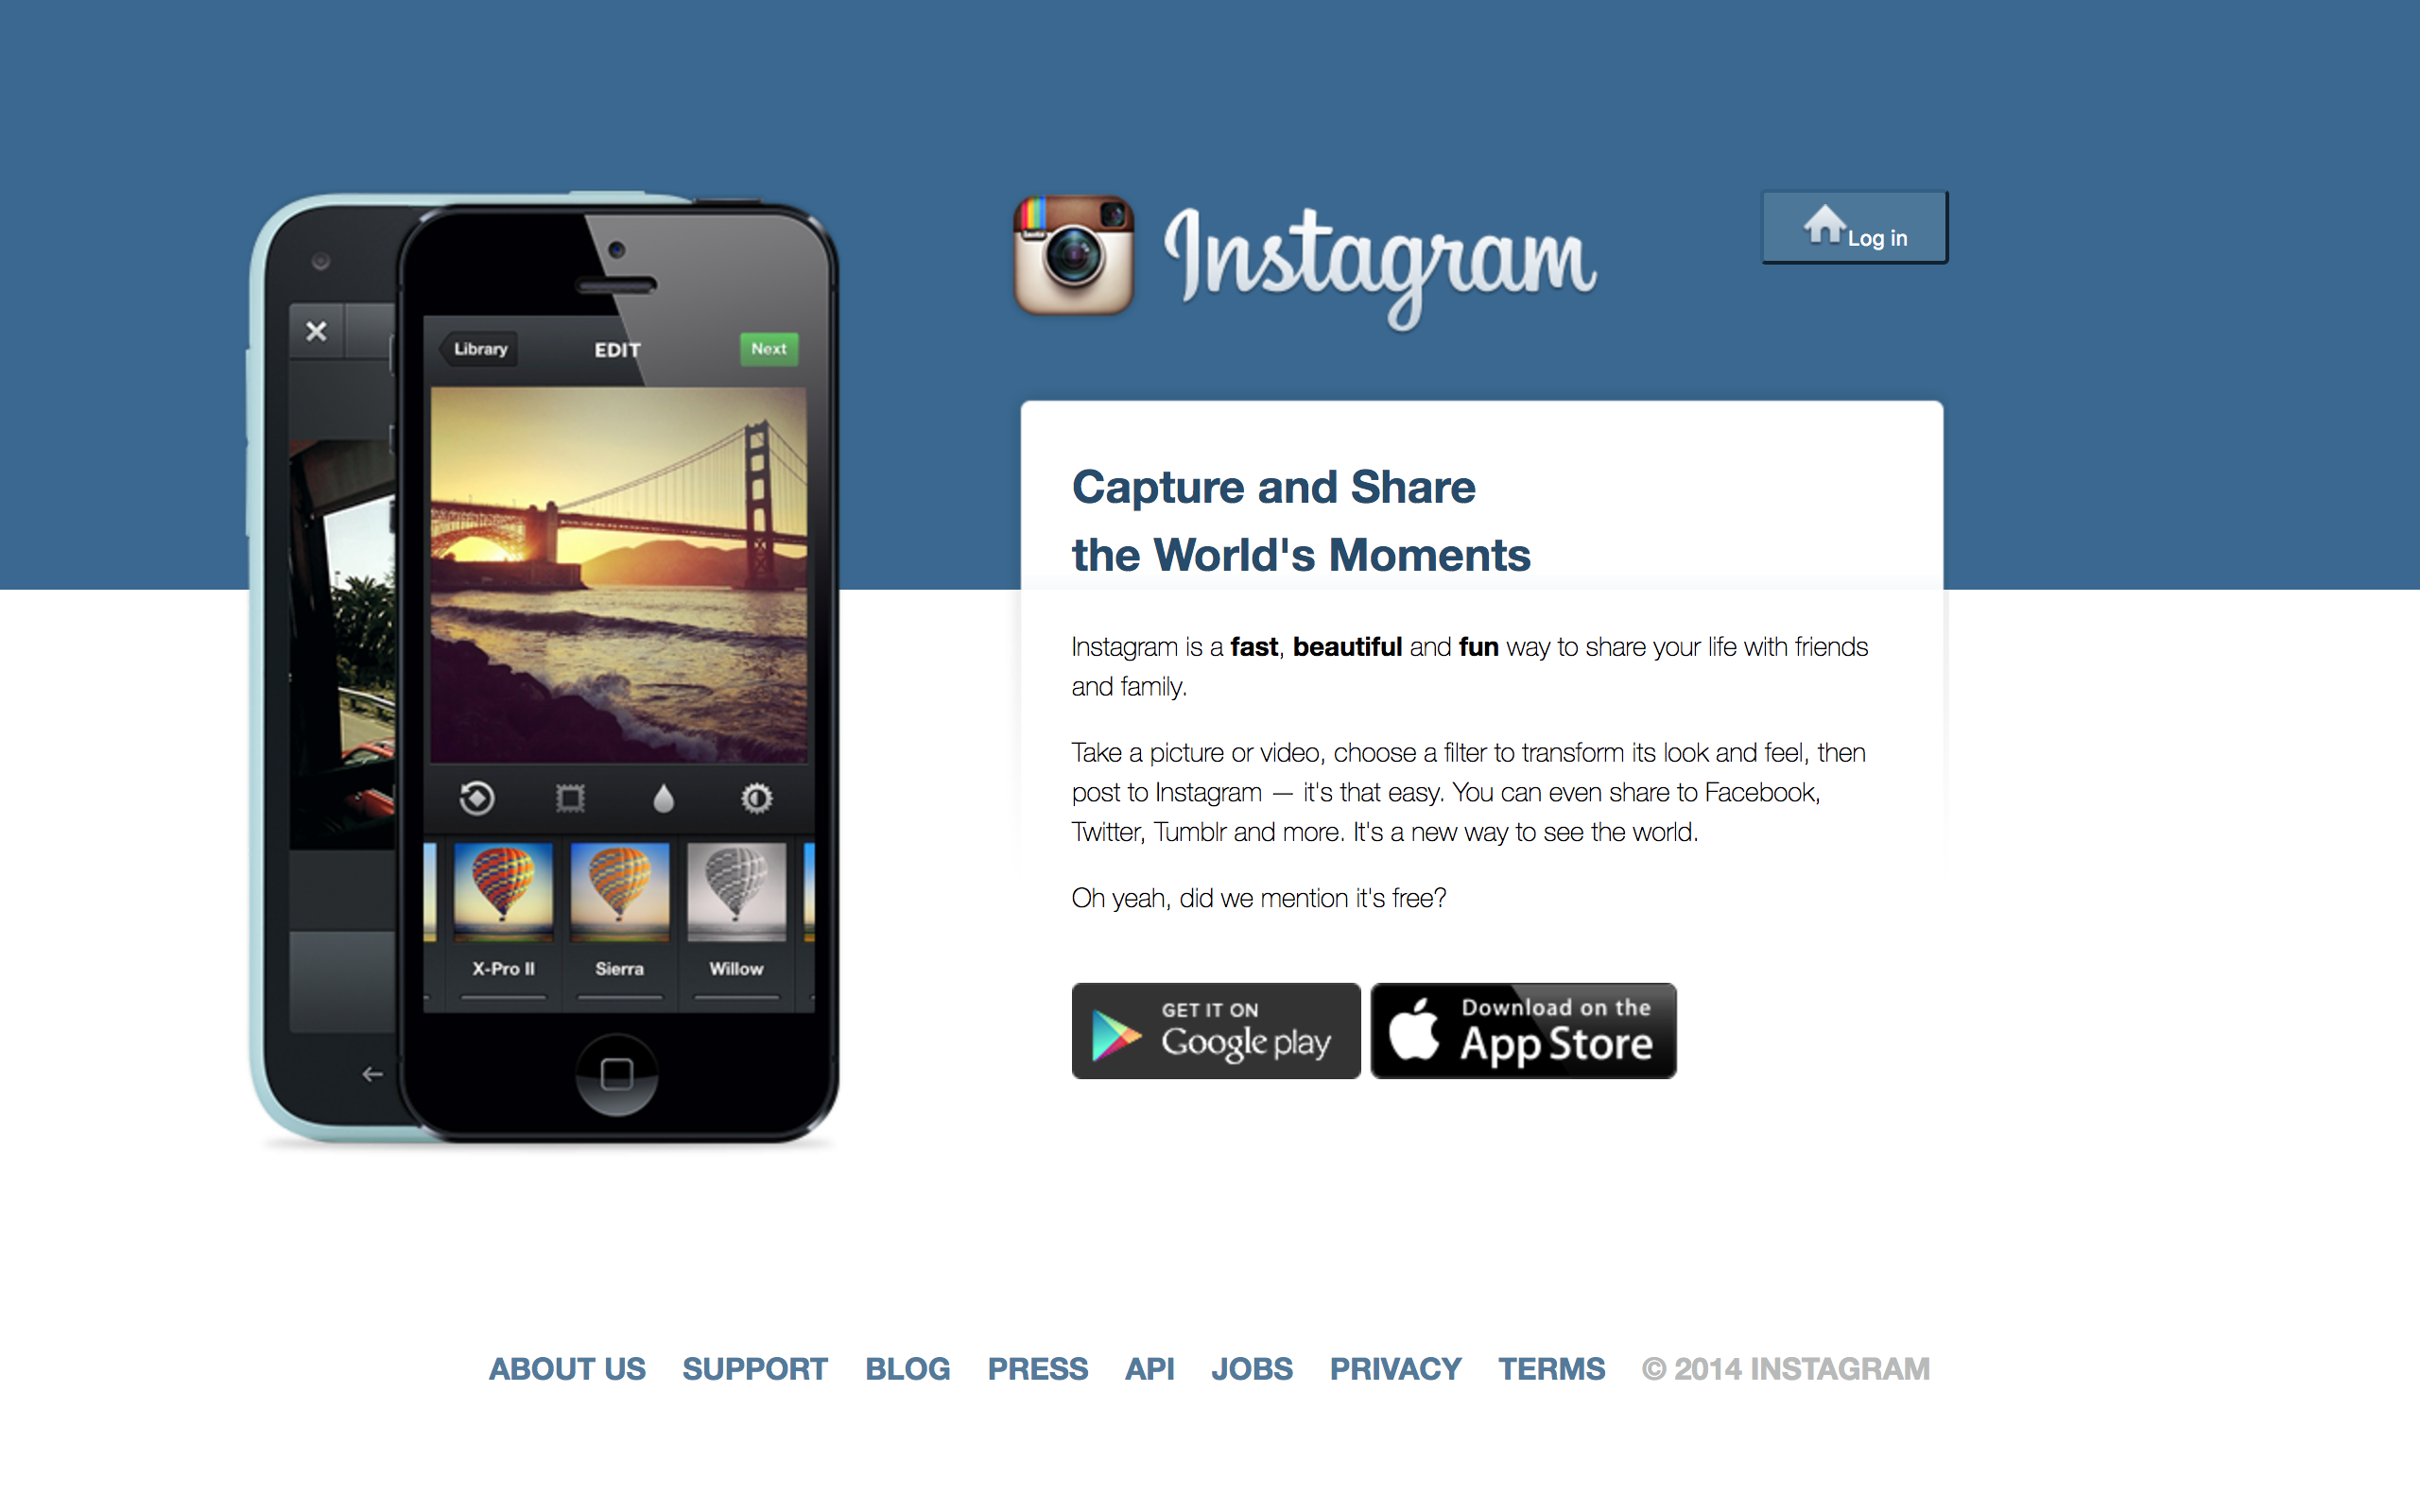 Instagram
Log in
Library
EDIT
Next
X-Pro II
Sierra
Willow
Capture and Share
the World's Moments
Instagram is a fast, beautiful and fun way to share your life with friends
and family.
Take a picture or video, choose a filter to transform its look and feel, then
post to Instagram — it's that easy. You can even share to Facebook,
Twitter, Tumblr and more. It's a new way to see the world.
Oh yeah, did we mention it's free?
GET IT ON
Google play
Download on the
App Store
ABOUT US SUPPORT BLOG PRESS API JOBS PRIVACY TERMS © 2014 INSTAGRAM